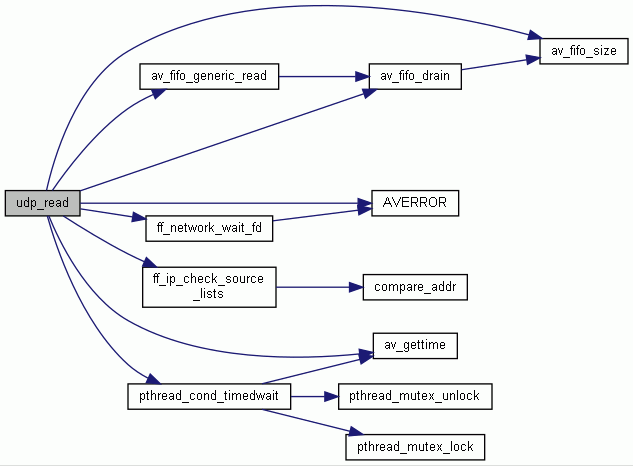 av_fifo_size
av_fifo_generic_read
av_fifo_drain
udp_read
AVERROR
ff_network_wait_fd
ff_ip_check_source
_lists
compare_addr
av_gettime
pthread_cond_timedwait
pthread_mutex_unlock
pthread_mutex_lock